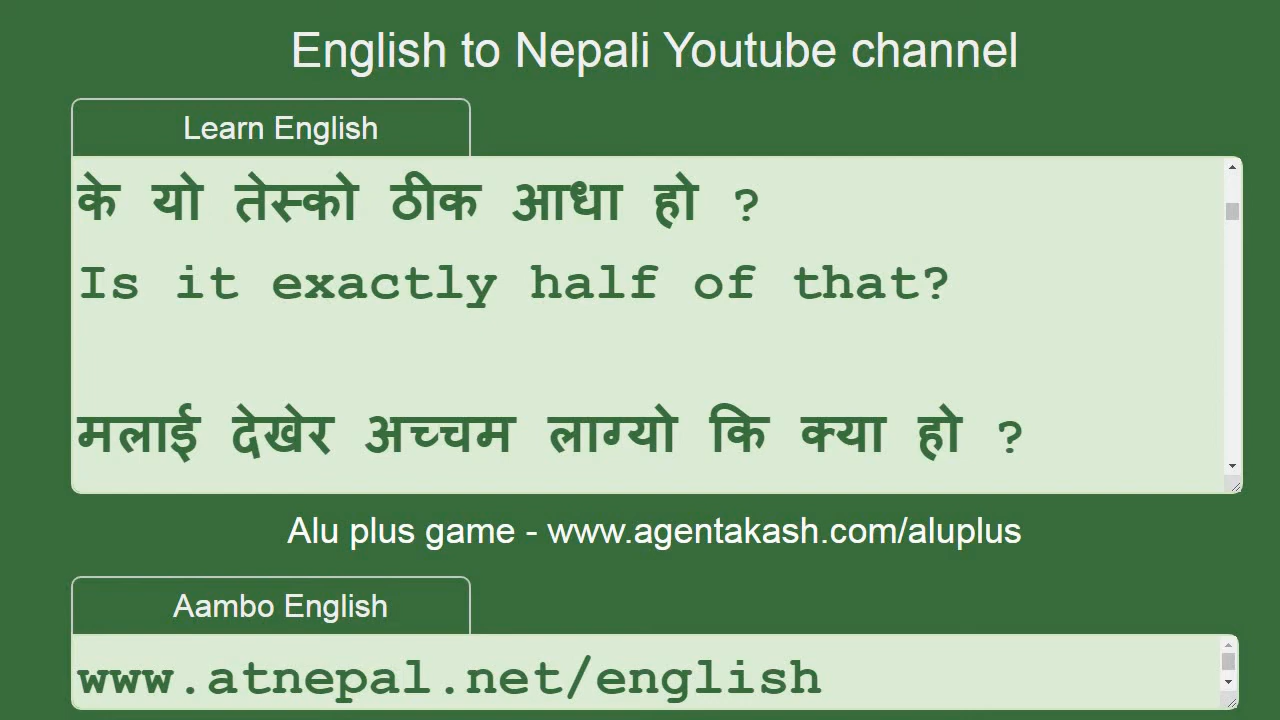 English to Nepali Youtube channel
Learn English
के यो तेस्को ठीक आधा हो ?
Is it exactly half of that?
मलाई देखेर अच्चम लाग्यो कि क्या हो ?
Alu plus game - www.agentakash.com/aluplus
Aambo English
www.atnepal.net/english